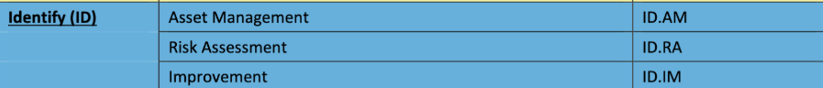 Identify (ID) Asset Management ID.AM
Risk Assessment ID.RA
Improvement ID.IM